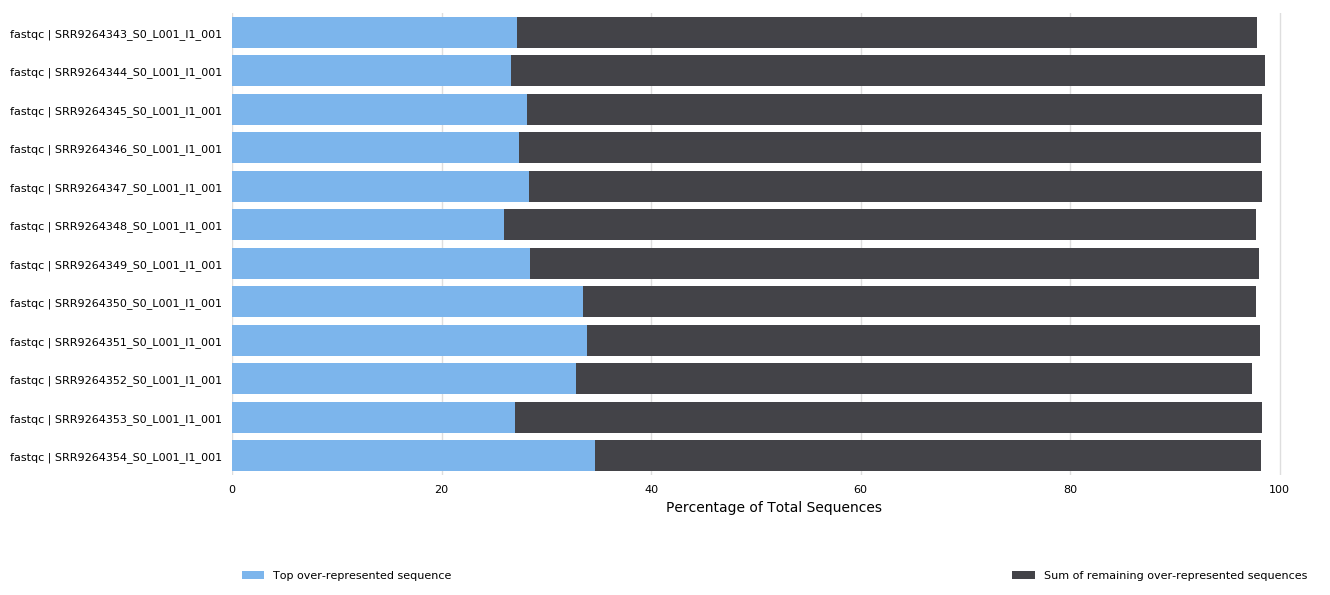 fastqc | SRR9264343_S0_L001_I1_001
fastqc | SRR9264344_S0_L001_I1_001
fastqc | SRR9264345_S0_L001_I1_001
fastqc | SRR9264346_S0_L001_I1_001
fastqc | SRR9264347_S0_L001_I1_001
fastqc | SRR9264348_S0_L001_I1_001
fastqc | SRR9264349_S0_L001_I1_001
fastqc | SRR9264350_S0_L001_I1_001
fastqc | SRR9264351_S0_L001_I1_001
fastqc | SRR9264352_S0_L001_I1_001
fastqc | SRR9264353_S0_L001_I1_001
fastqc | SRR9264354_S0_L001_I1_001
0 20 40 60 80 100
Percentage of Total Sequences
Top over-represented sequence Sum of remaining over-represented sequences